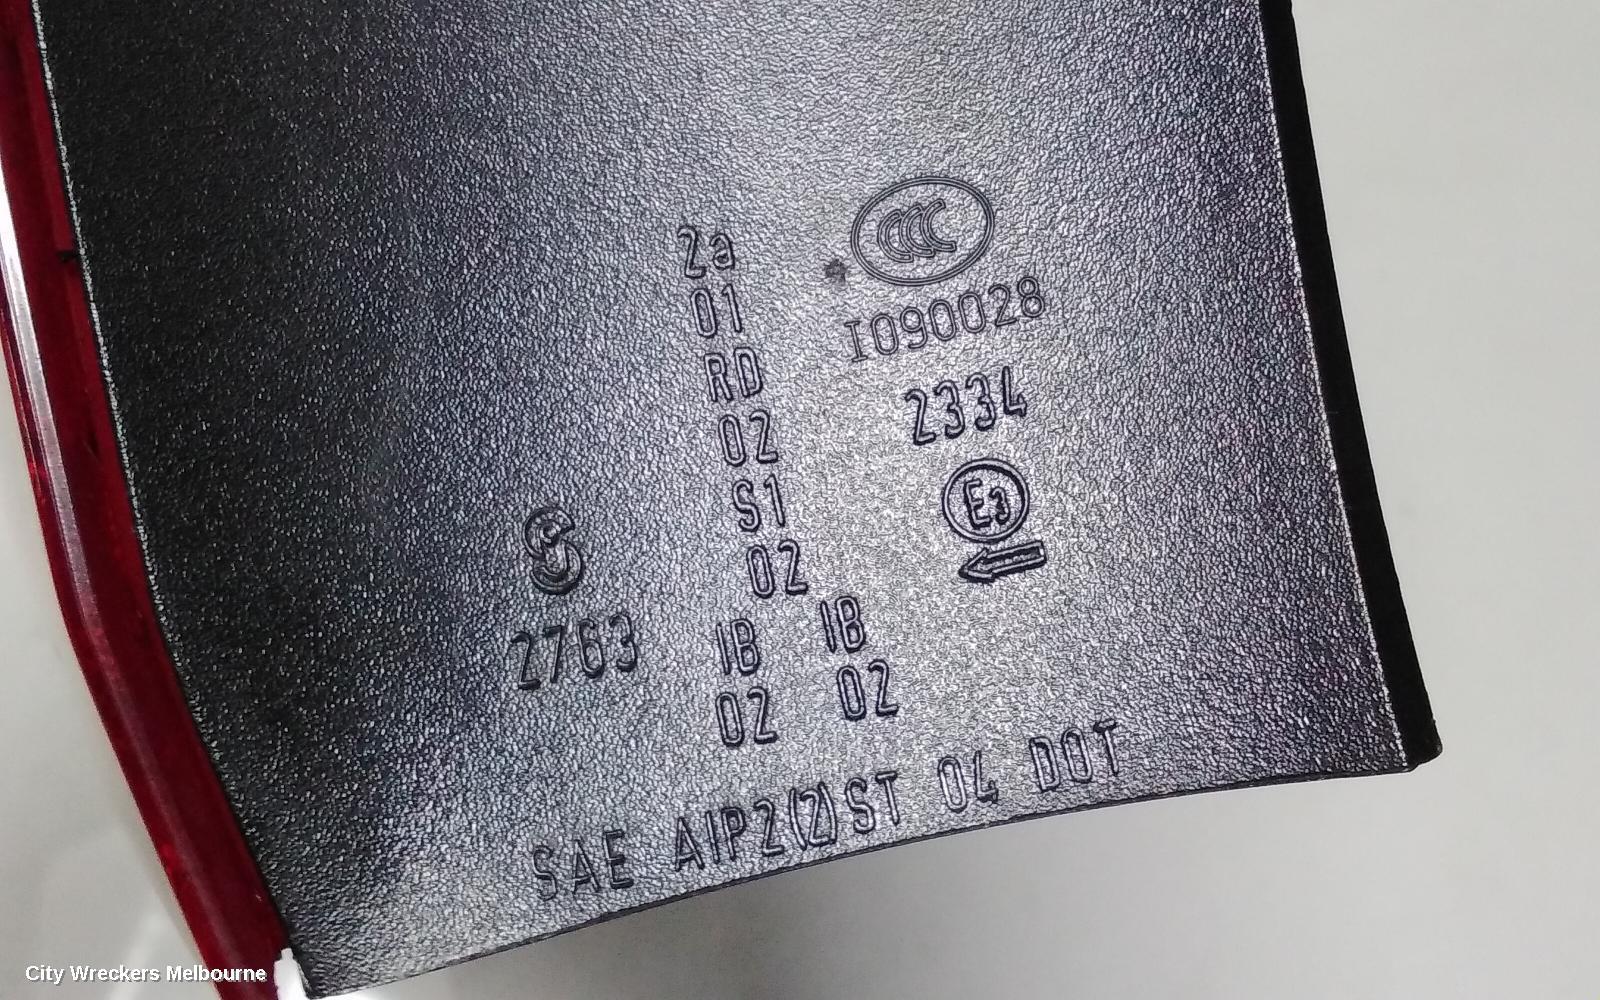 CCC
2a
01
I090028
RD
2334
02
S1
E3
02
S
2763
IB IB
02 02
SAE AIP2(2)ST 04 DOT
City Wreckers Melbourne